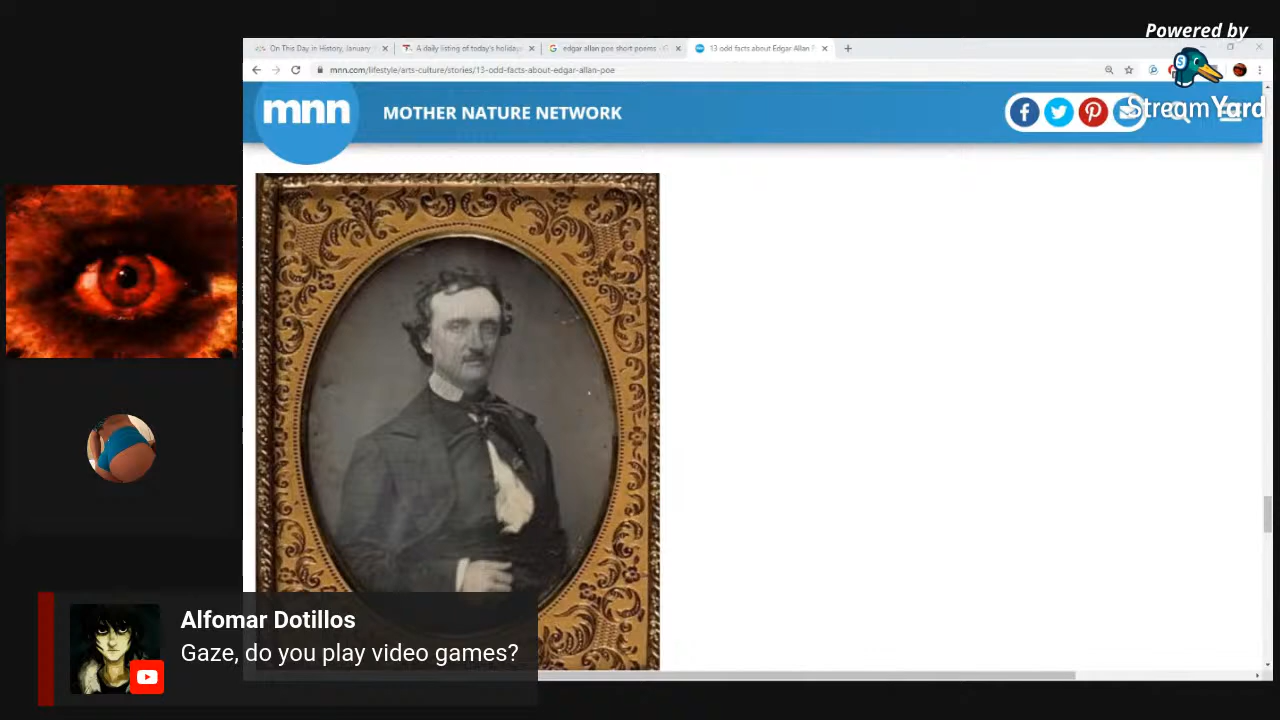 Powered by
StreamYard
On This Day in History, January
A daily listing of today's holida
edgar allan poe short poems - G
13 odd facts about Edgar Allan P
mnn.com/lifestyle/arts-culture/stories/13-odd-facts-about-edgar-allan-poe
mnn
MOTHER NATURE NETWORK
Alfomar Dotillos
Gaze, do you play video games?